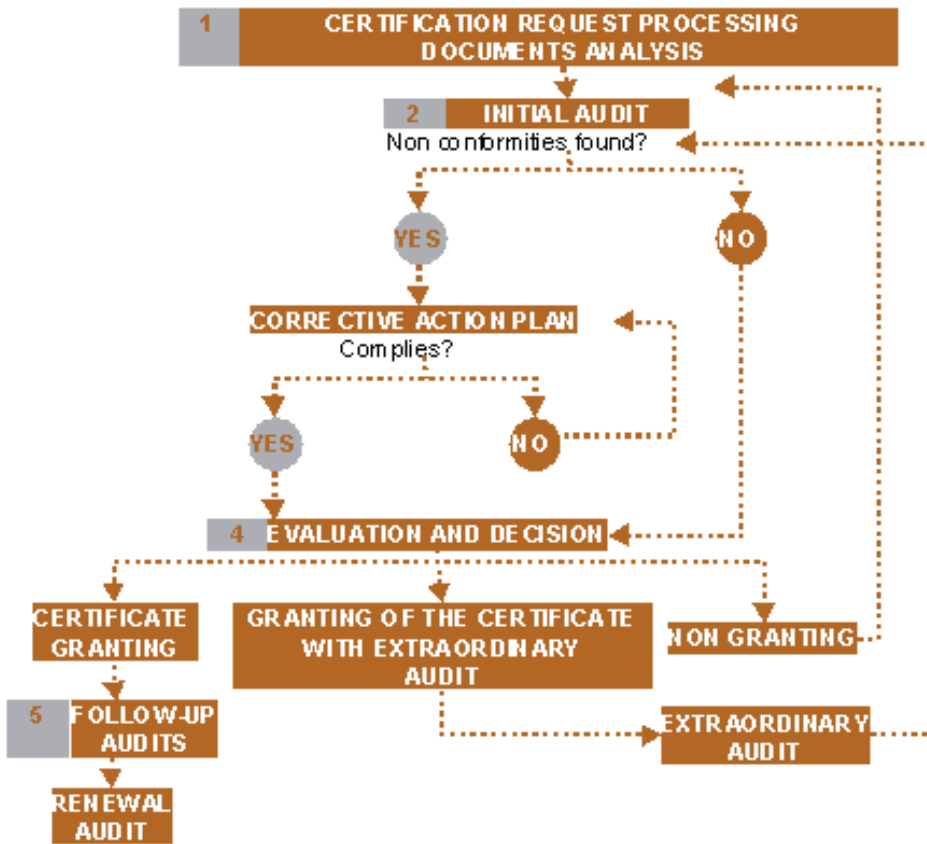 1 CERTIFICATION REQUEST PROCESSING
DOCUMENTS ANALYSIS
2 INITIAL AUDIT
Non conformities found?
YES NO
CORRECTIVE ACTION PLAN
Complies?
YES NO
4 EVALUATION AND DECISION
CERTIFICATE
GRANTING
GRANTING OF THE CERTIFICATE
WITH EXTRAORDINARY
AUDIT
NON GRANTING
5 FOLLOW-UP
AUDITS
EXTRAORDINARY
AUDIT
RENEWAL
AUDIT